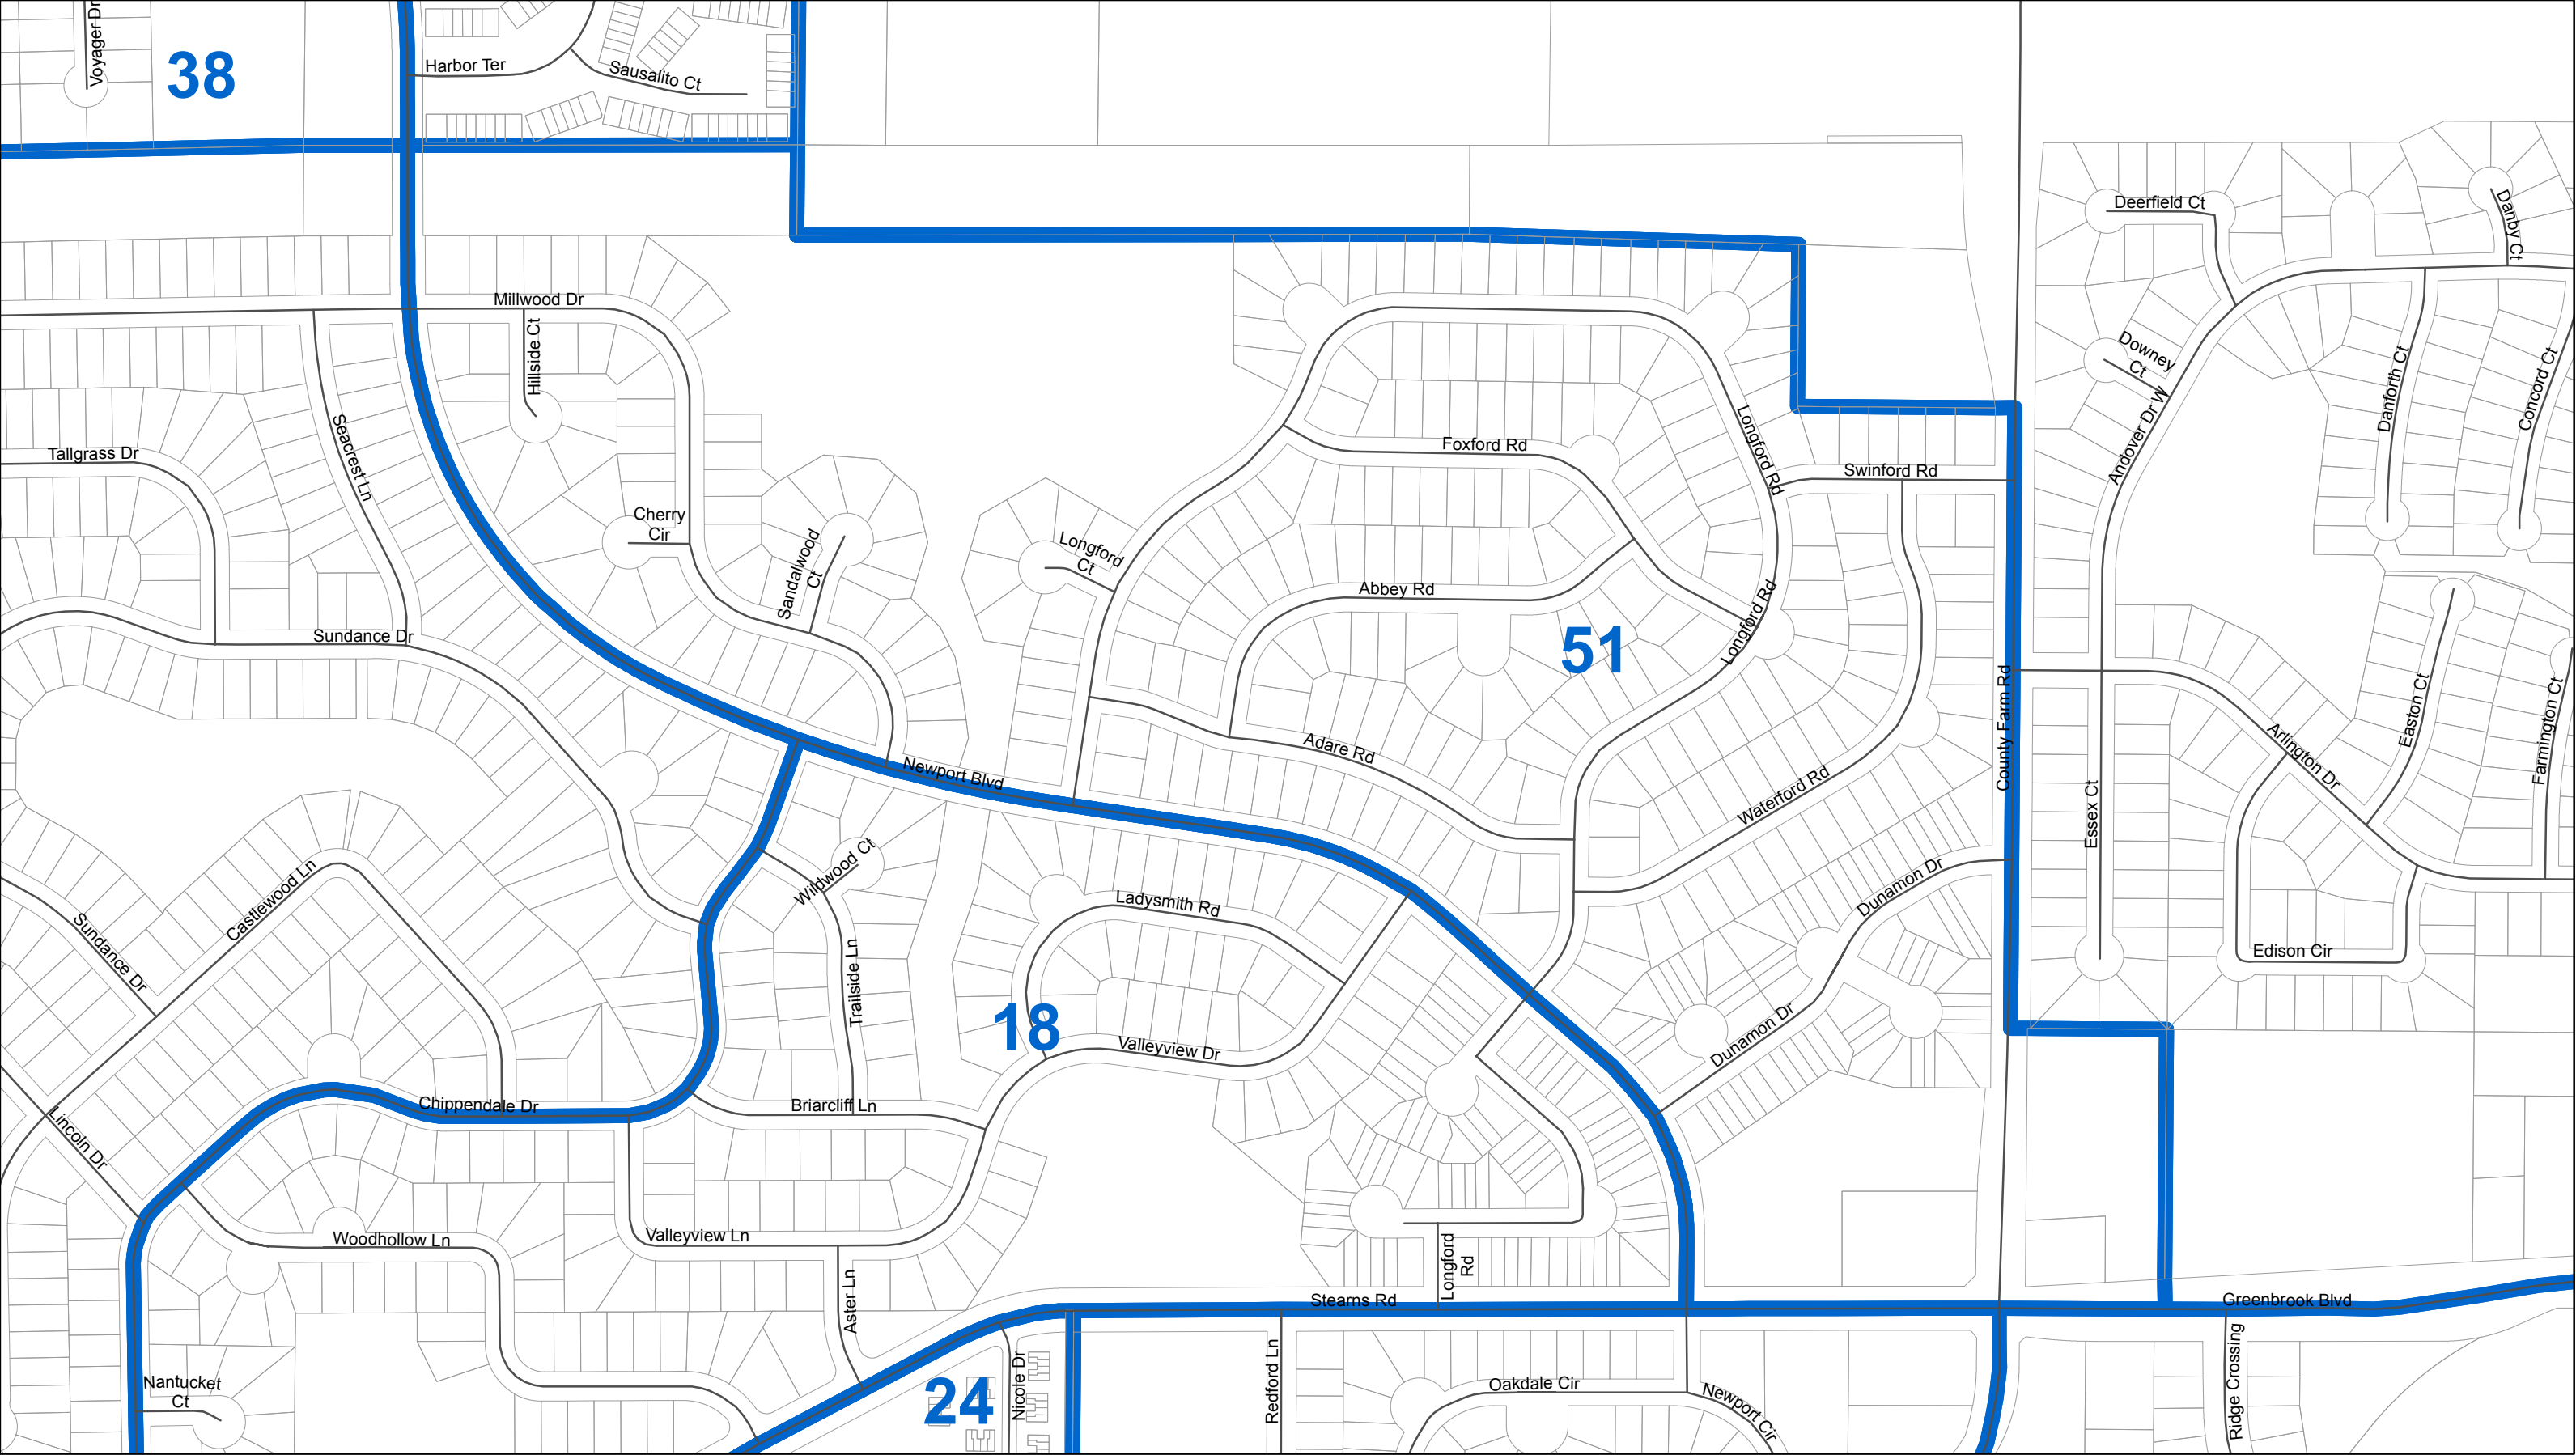 Voyager Dr
38
Harbor Ter
Sausalito Ct
Deerfield Ct
Danby Ct
Millwood Dr
Hillside Ct
Downey
Ct
Danforth Ct
Concord Ct
Andover Dr W
Tallgrass Dr
Seacrest Ln
Foxford Rd
Longford Rd
Swinford Rd
Cherry
Cir
Sandalwood
Ct
Longford
Ct
Abbey Rd
Longford Rd
51
Sundance Dr
Newport Blvd
Adare Rd
Waterford Rd
County Farm Rd
Essex Ct
Arlington Dr
Easton Ct
Farmington Ct
Castlewood Ln
Sundance Dr
Wildwood Ct
Ladysmith Rd
Dunamon Dr
Edison Cir
Trailside Ln
18
Valleyview Dr
Dunamon Dr
Chippendale Dr
Briarcliff Ln
Lincoln Dr
Woodhollow Ln
Valleyview Ln
Aster Ln
Longford
Rd
Stearns Rd
Greenbrook Blvd
Nantucket
Ct
24
Nicole Dr
Redford Ln
Oakdale Cir
Newport Cir
Ridge Crossing